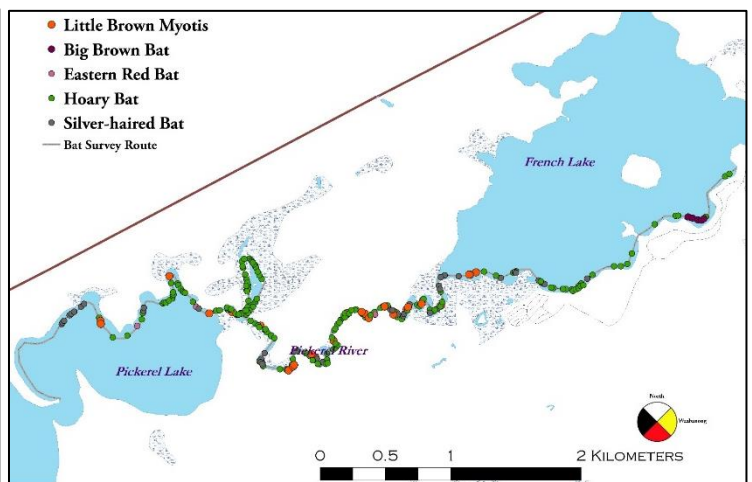 Little Brown Myotis
Big Brown Bat
Eastern Red Bat
Hoary Bat
Silver-haired Bat
Bat Survey Route
French Lake
Pickerel River
Pickerel Lake
North
0 0.5 1 2 KILOMETERS